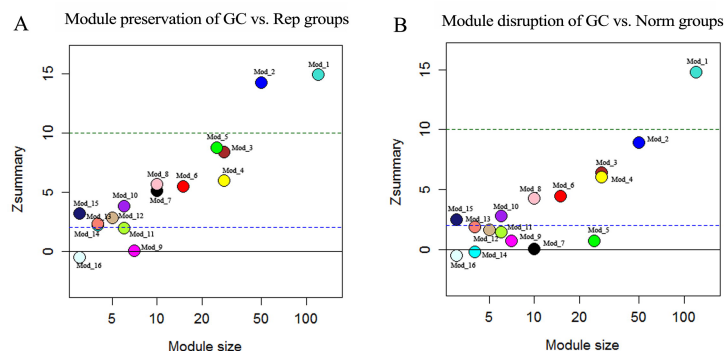 A
Module preservation of GC vs. Rep groups
Zsummary
15
10
5
0
Mod_1
Mod_2
Mod_5
Mod_3
Mod_4
Mod_8
Mod_6
Mod_7
Mod_10
Mod_15
Mod_13
Mod_12
Mod_14
Mod_11
Mod_9
Mod_16
5
10
20
50
100
Module size
B
Module disruption of GC vs. Norm groups
Zsummary
15
10
5
0
Mod_1
Mod_2
Mod_3
Mod_4
Mod_6
Mod_8
Mod_10
Mod_15
Mod_13
Mod_11
Mod_12
Mod_9
Mod_7
Mod_5
Mod_14
Mod_16
5
10
20
50
100
Module size